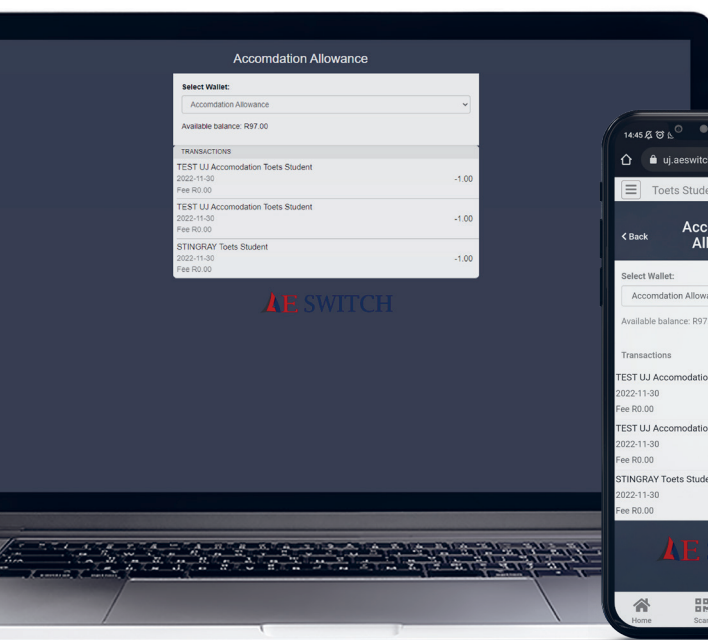 Accomdation Allowance
Select Wallet:
Accomdation Allowance
Available balance: R97.00
TRANSACTIONS
TEST UJ Accomodation Toets Student
2022-11-30
-1.00
Fee R0.00
TEST UJ Accomodation Toets Student
2022-11-30
-1.00
Fee R0.00
STINGRAY Toets Student
2022-11-30
-1.00
Fee R0.00
AE SWITCH
14:45
uj.aeswitc
Toets Stude
Back
Acc
All
Select Wallet:
Accomdation Allowa
Available balance: R97
Transactions
TEST UJ Accomodatio
2022-11-30
Fee R0.00
TEST UJ Accomodatio
2022-11-30
Fee R0.00
STINGRAY Toets Stude
2022-11-30
Fee R0.00
AE
Home
Scan